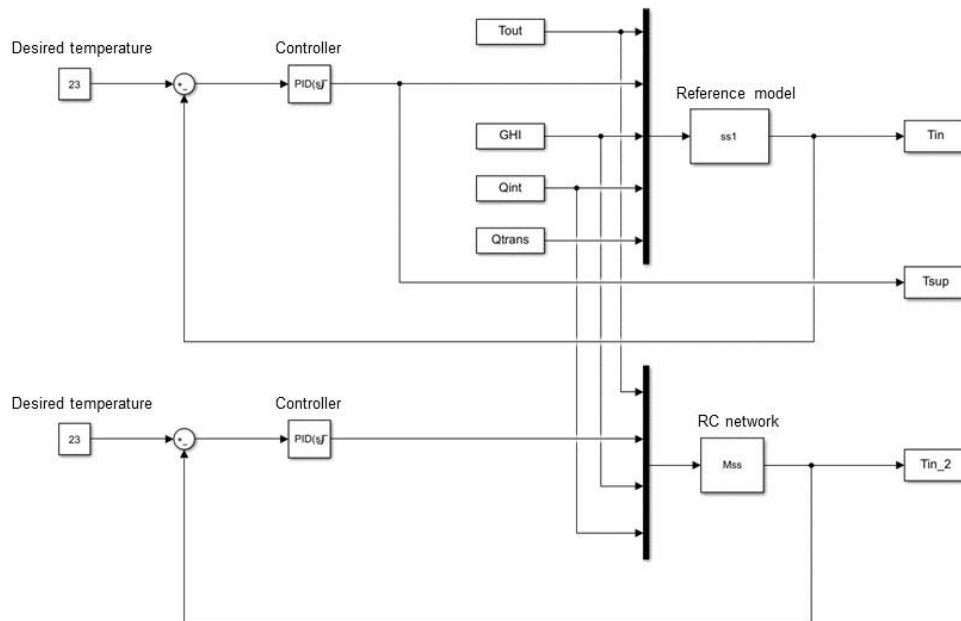 Tout
Desired temperature
Controller
23
+
-
PID(s)
Reference model
GHI
ss1
Tin
Qint
Qtrans
Tsup
Desired temperature
Controller
RC network
23
+
-
PID(s)
Mss
Tin_2